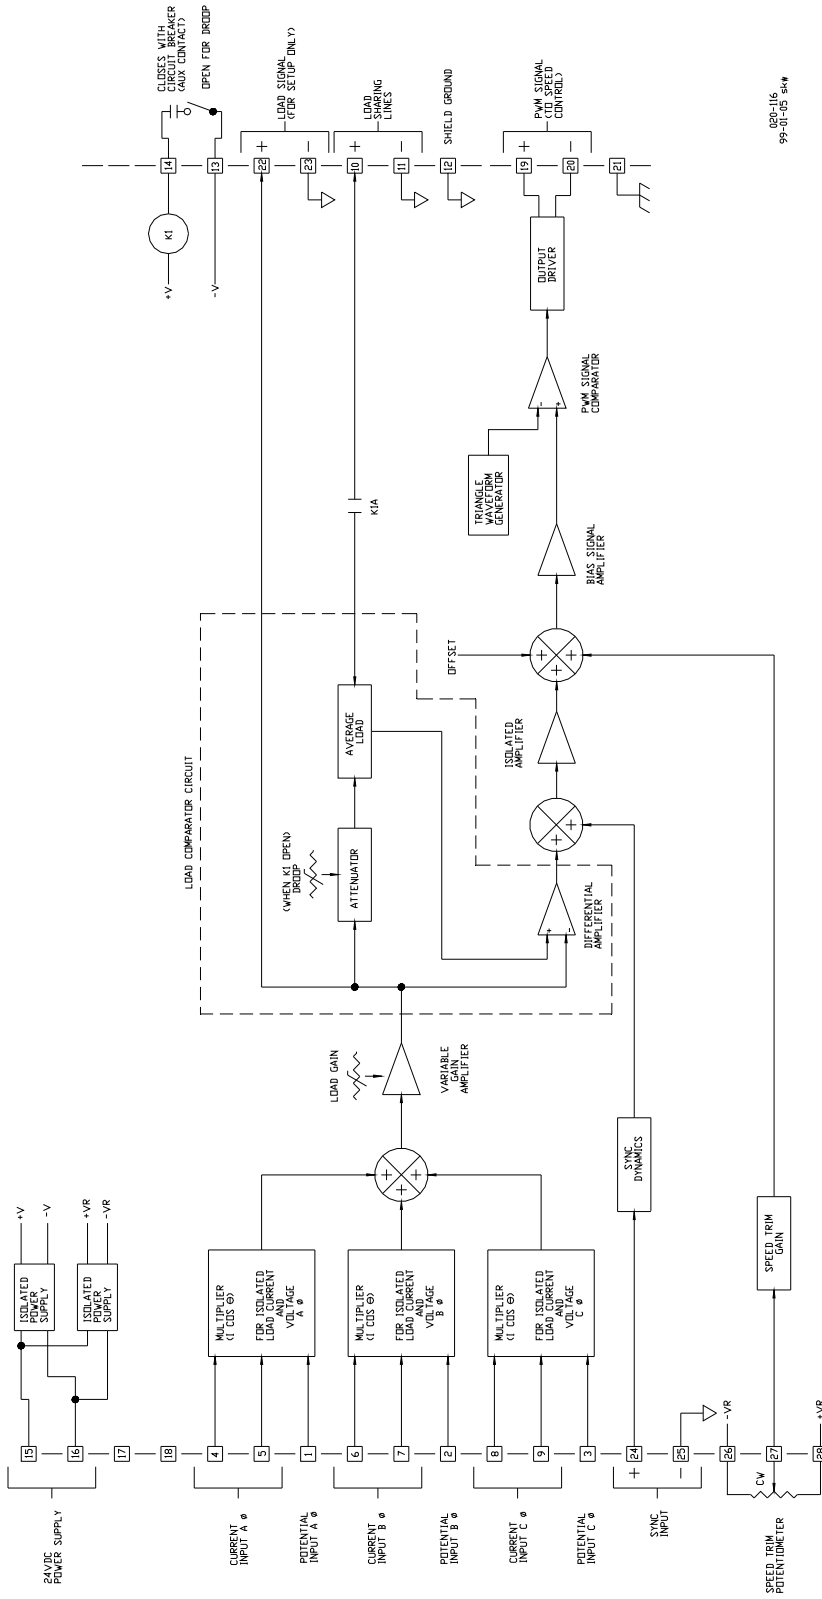 24VDC
POWER SUPPLY
CURRENT
INPUT A ø
POTENTIAL
INPUT A ø
CURRENT
INPUT B ø
POTENTIAL
INPUT B ø
CURRENT
INPUT C ø
POTENTIAL
INPUT C ø
SYNC
INPUT
SPEED TRIM
POTENTIOMETER
15
16
17
18
4
5
1
6
7
2
8
9
3
+
24
-
25
26
-VR
CW
27
28
+VR
ISOLATED
POWER
SUPPLY
+V
-V
ISOLATED
POWER
SUPPLY
+VR
-VR
MULTIPLIER
(I COS θ)
FOR ISOLATED
LOAD CURRENT
AND
VOLTAGE
A ø
MULTIPLIER
(I COS θ)
FOR ISOLATED
LOAD CURRENT
AND
VOLTAGE
B ø
MULTIPLIER
(I COS θ)
FOR ISOLATED
LOAD CURRENT
AND
VOLTAGE
C ø
SYNC
DYNAMICS
SPEED TRIM
GAIN
+
+
+
LOAD GAIN
VARIABLE
GAIN
AMPLIFIER
LOAD COMPARATOR CIRCUIT
(WHEN K1 OPEN)
DROOP
ATTENUATOR
AVERAGE
LOAD
+
-
DIFFERENTIAL
AMPLIFIER
+
+
ISOLATED
AMPLIFIER
OFFSET
+
+
+
BIAS SIGNAL
AMPLIFIER
TRIANGLE
WAVEFORM
GENERATOR
-
+
PWM SIGNAL
COMPARATOR
OUTPUT
DRIVER
K1A
+V
K1
-V
14
13
22
+
23
-
10
+
11
-
12
19
+
20
-
21
CLOSES WITH
CIRCUIT BREAKER
(AUX CONTACT)
OPEN FOR DROOP
LOAD SIGNAL
(FOR SETUP ONLY)
LOAD
SHARING
LINES
SHIELD GROUND
PWM SIGNAL
(TO SPEED
CONTROL)
020-116
99-01-05 skw